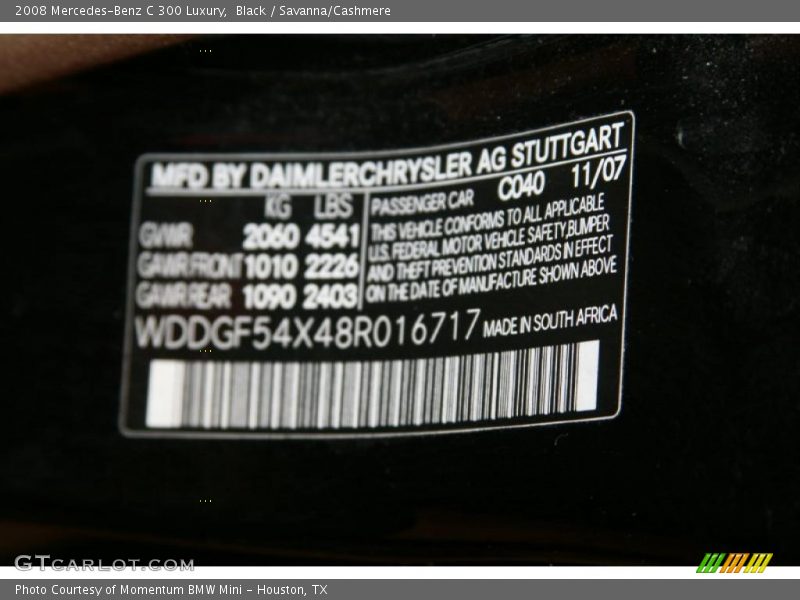 2008 Mercedes-Benz C 300 Luxury,  Black / Savanna/Cashmere
MFD BY DAIMLERCHRYSLER AG STUTTGART
KG LBS
GVWR 2060 4541
GAWR FRONT 1010 2226
GAWR REAR 1090 2403
PASSENGER CAR C040 11/07
THIS VEHICLE CONFORMS TO ALL APPLICABLE
U.S. FEDERAL MOTOR VEHICLE SAFETY,BUMPER
AND THEFT PREVENTION STANDARDS IN EFFECT
ON THE DATE OF MANUFACTURE SHOWN ABOVE
WDDGF54X48R016717 MADE IN SOUTH AFRICA
GTCARLOT.COM
Photo Courtesy of Momentum BMW Mini - Houston, TX